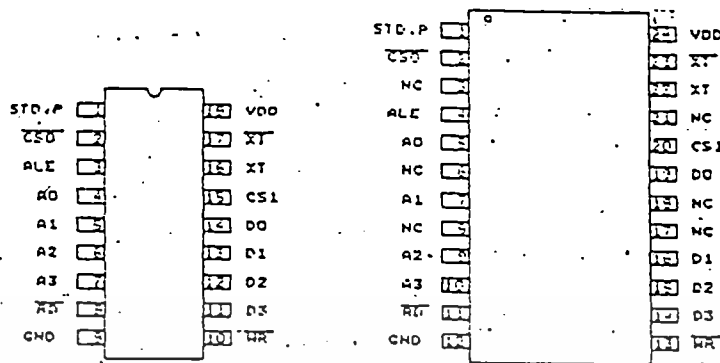 STD.P 1 18 VDD
CS0 2 17 XT
ALE 3 16 XT
A0 4 15 CS1
A1 5 14 D0
A2 6 13 D1
A3 7 12 D2
RD 8 11 D3
GND 9 10 WR
STD.P 1 24 VDD
CS0 2 23 XT
NC 3 22 XT
ALE 4 21 NC
A0 5 20 CS1
NC 6 19 D0
A1 7 18 NC
NC 8 17 NC
A2 9 16 D1
A3 10 15 D2
RD 11 14 D3
GND 12 13 WR